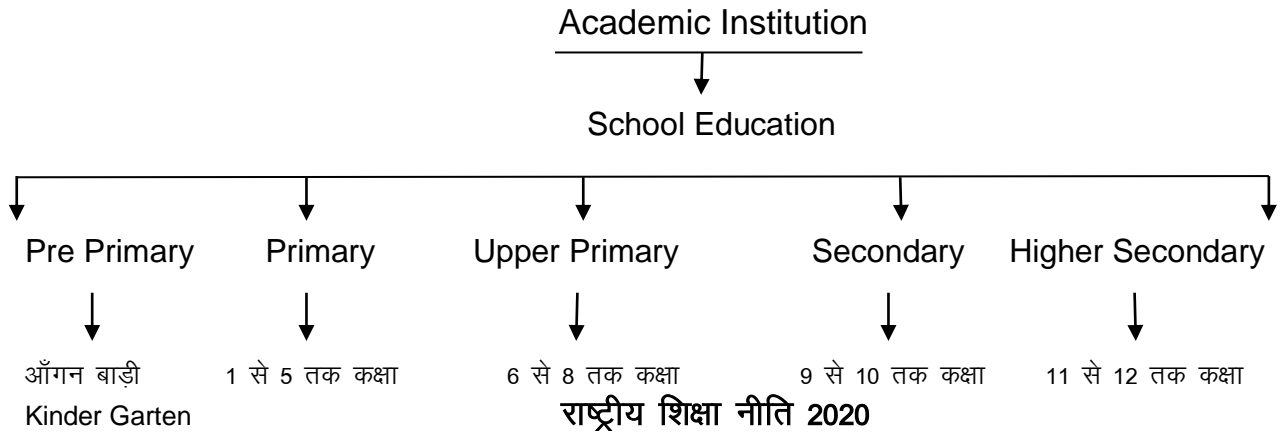 Academic Institution
School Education
Pre Primary Primary Upper Primary Secondary Higher Secondary
आँगन बाड़ी 1 से 5 तक कक्षा 6 से 8 तक कक्षा 9 से 10 तक कक्षा 11 से 12 तक कक्षा
Kinder Garten राष्ट्रीय शिक्षा नीति 2020